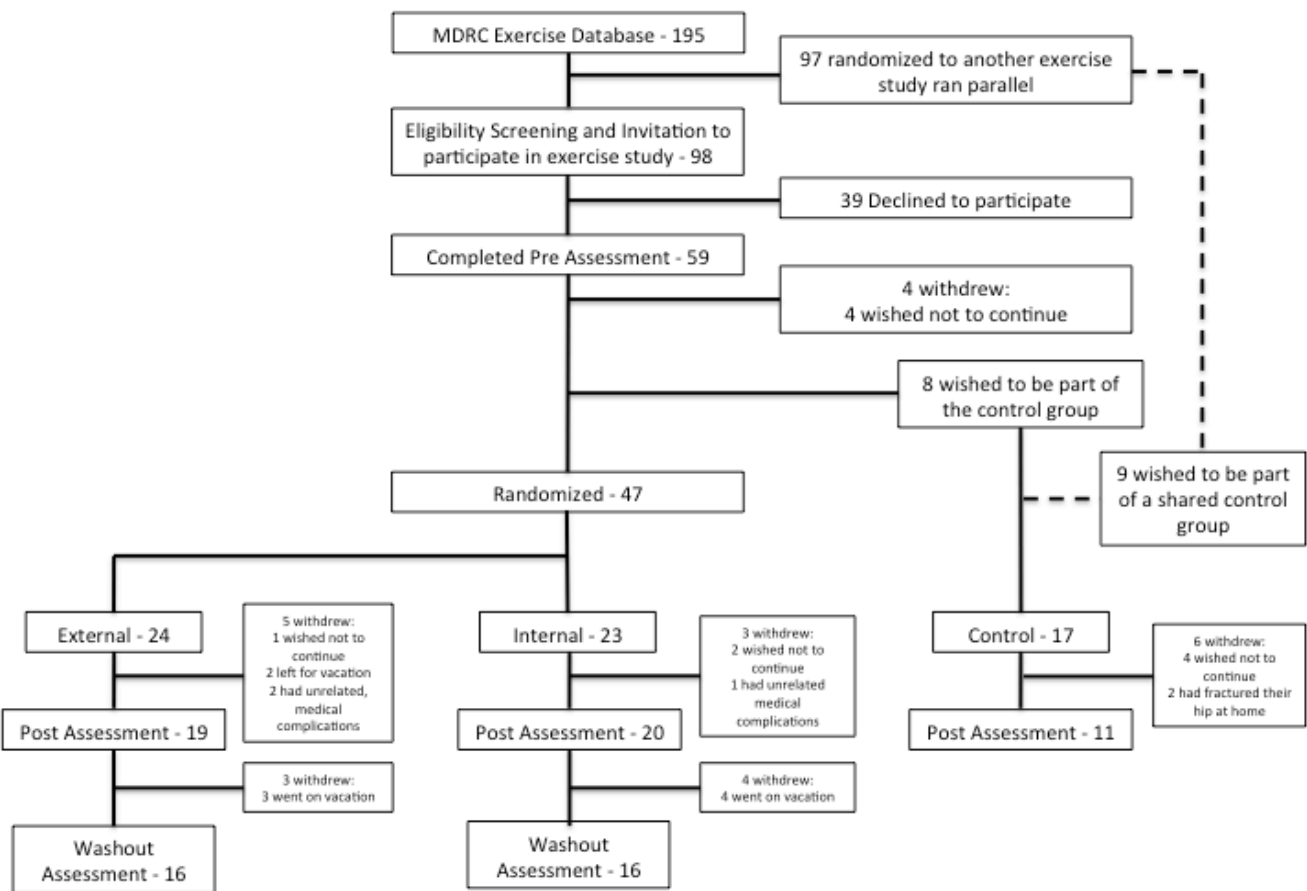 MDRC Exercise Database - 195
97 randomized to another exercise
study ran parallel
Eligibility Screening and Invitation to
participate in exercise study - 98
39 Declined to participate
Completed Pre Assessment - 59
4 withdrew:
4 wished not to continue
8 wished to be part of
the control group
9 wished to be part
of a shared control
group
Randomized - 47
External - 24
5 withdrew:
1 wished not to
continue
2 left for vacation
2 had unrelated,
medical
complications
Internal - 23
3 withdrew:
2 wished not to
continue
1 had unrelated
medical
complications
Control - 17
6 withdrew:
4 wished not to
continue
2 had fractured their
hip at home
Post Assessment - 19
Post Assessment - 20
Post Assessment - 11
3 withdrew:
3 went on vacation
4 withdrew:
4 went on vacation
Washout
Assessment - 16
Washout
Assessment - 16